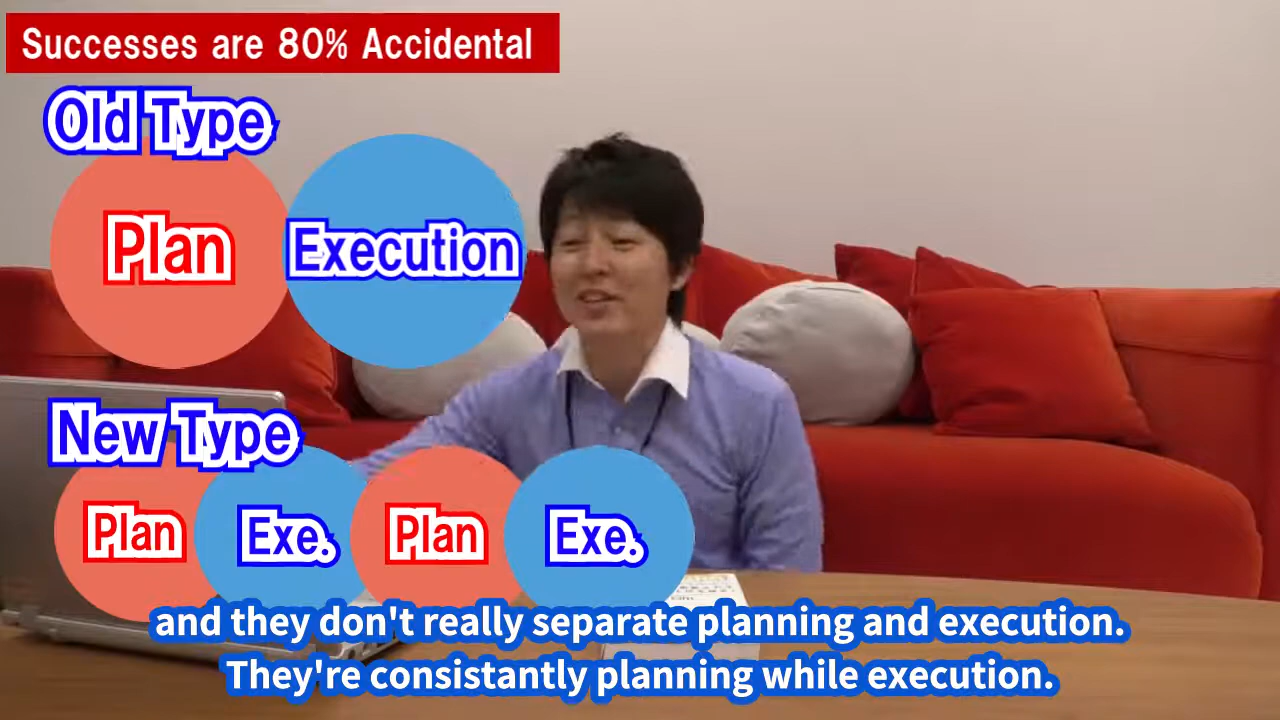 Successes are 80% Accidental
Old Type
Plan
Execution
New Type
Plan
Exe.
Plan
Exe.
and they don't really separate planning and execution.
They're consistantly planning while execution.